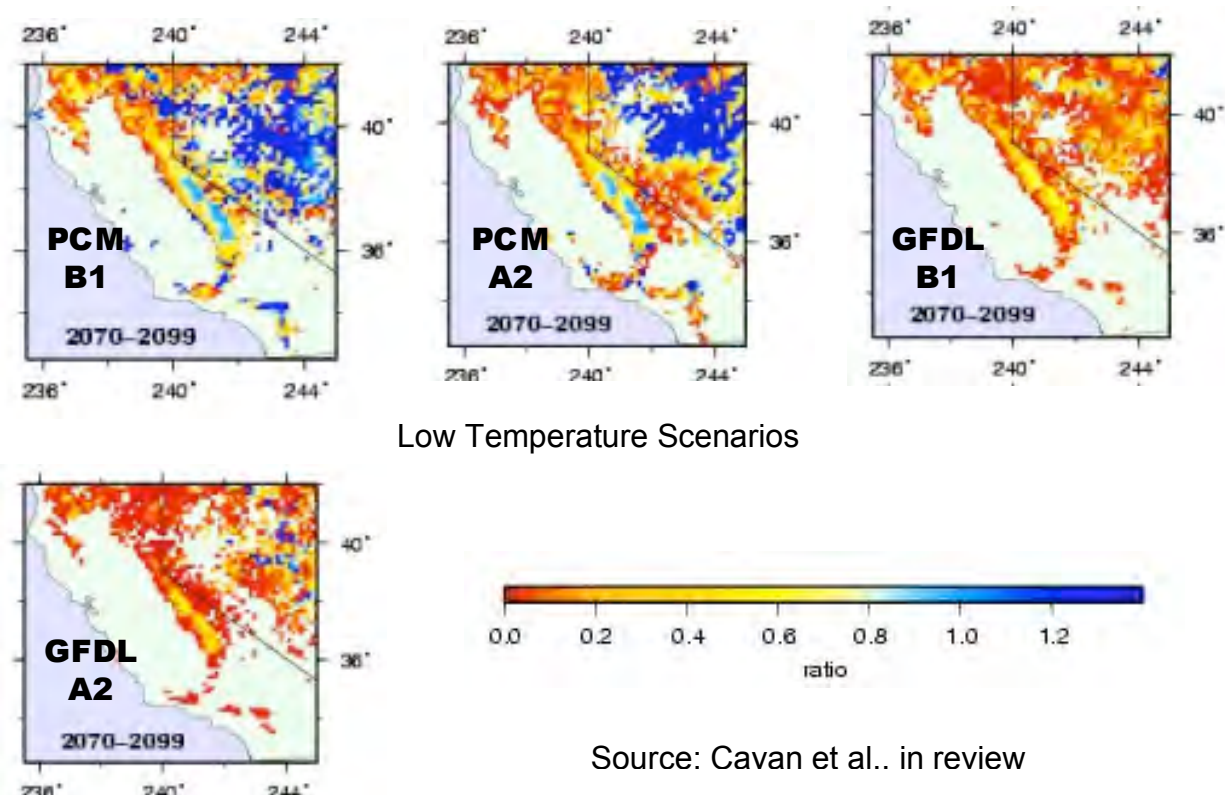 236° 240° 244°
236° 240° 244°
236° 240° 244°
40°
36°
PCM
B1
2070–2099
236° 240° 244°
40°
36°
PCM
A2
2070–2099
236° 240° 244°
40°
36°
GFDL
B1
2070–2099
236° 240° 244°
Low Temperature Scenarios
40°
36°
GFDL
A2
2070–2099
236° 240° 244°
0.0 0.2 0.4 0.6 0.8 1.0 1.2
ratio
Source: Cavan et al.. in review